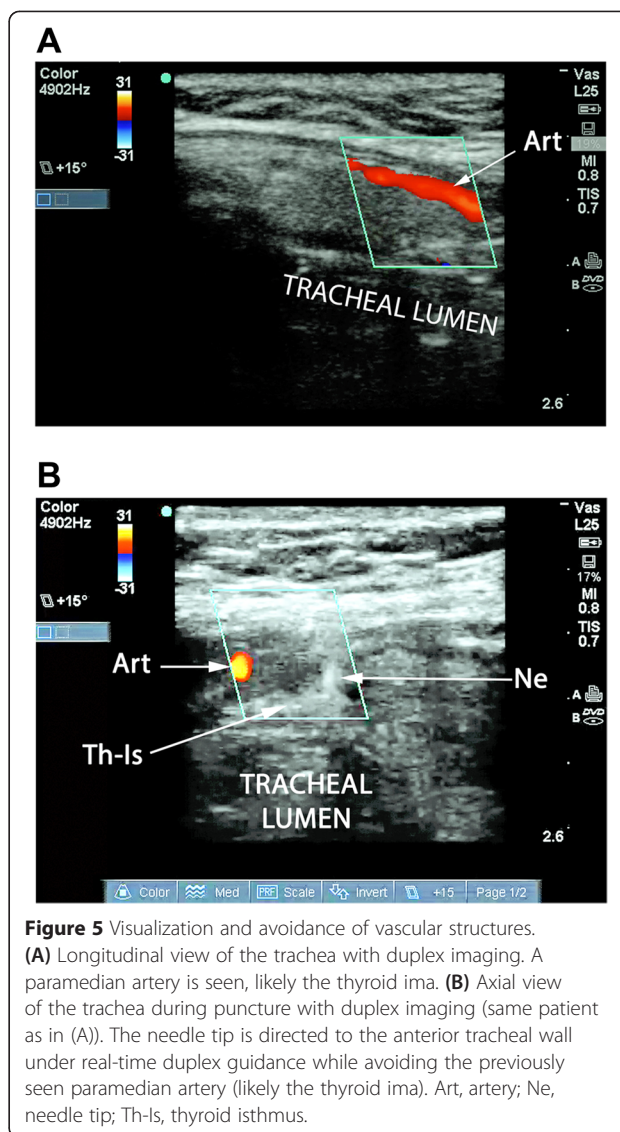 A
Color
4902Hz
31
-31
+15°
Vas
L25
19%
MI
0.8
TIS
0.7
A
B DVD
Art
TRACHEAL LUMEN
2.6
B
Color
4902Hz
31
-31
+15°
Vas
L25
17%
MI
0.8
TIS
0.7
A
B DVD
Art
Ne
Th-Is
TRACHEAL
LUMEN
2.6
Color Med PRF Scale Invert +15 Page 1/2
Figure 5 Visualization and avoidance of vascular structures.
(A) Longitudinal view of the trachea with duplex imaging. A
paramedian artery is seen, likely the thyroid ima. (B) Axial view
of the trachea during puncture with duplex imaging (same patient
as in (A)). The needle tip is directed to the anterior tracheal wall
under real-time duplex guidance while avoiding the previously
seen paramedian artery (likely the thyroid ima). Art, artery; Ne,
needle tip; Th-Is, thyroid isthmus.